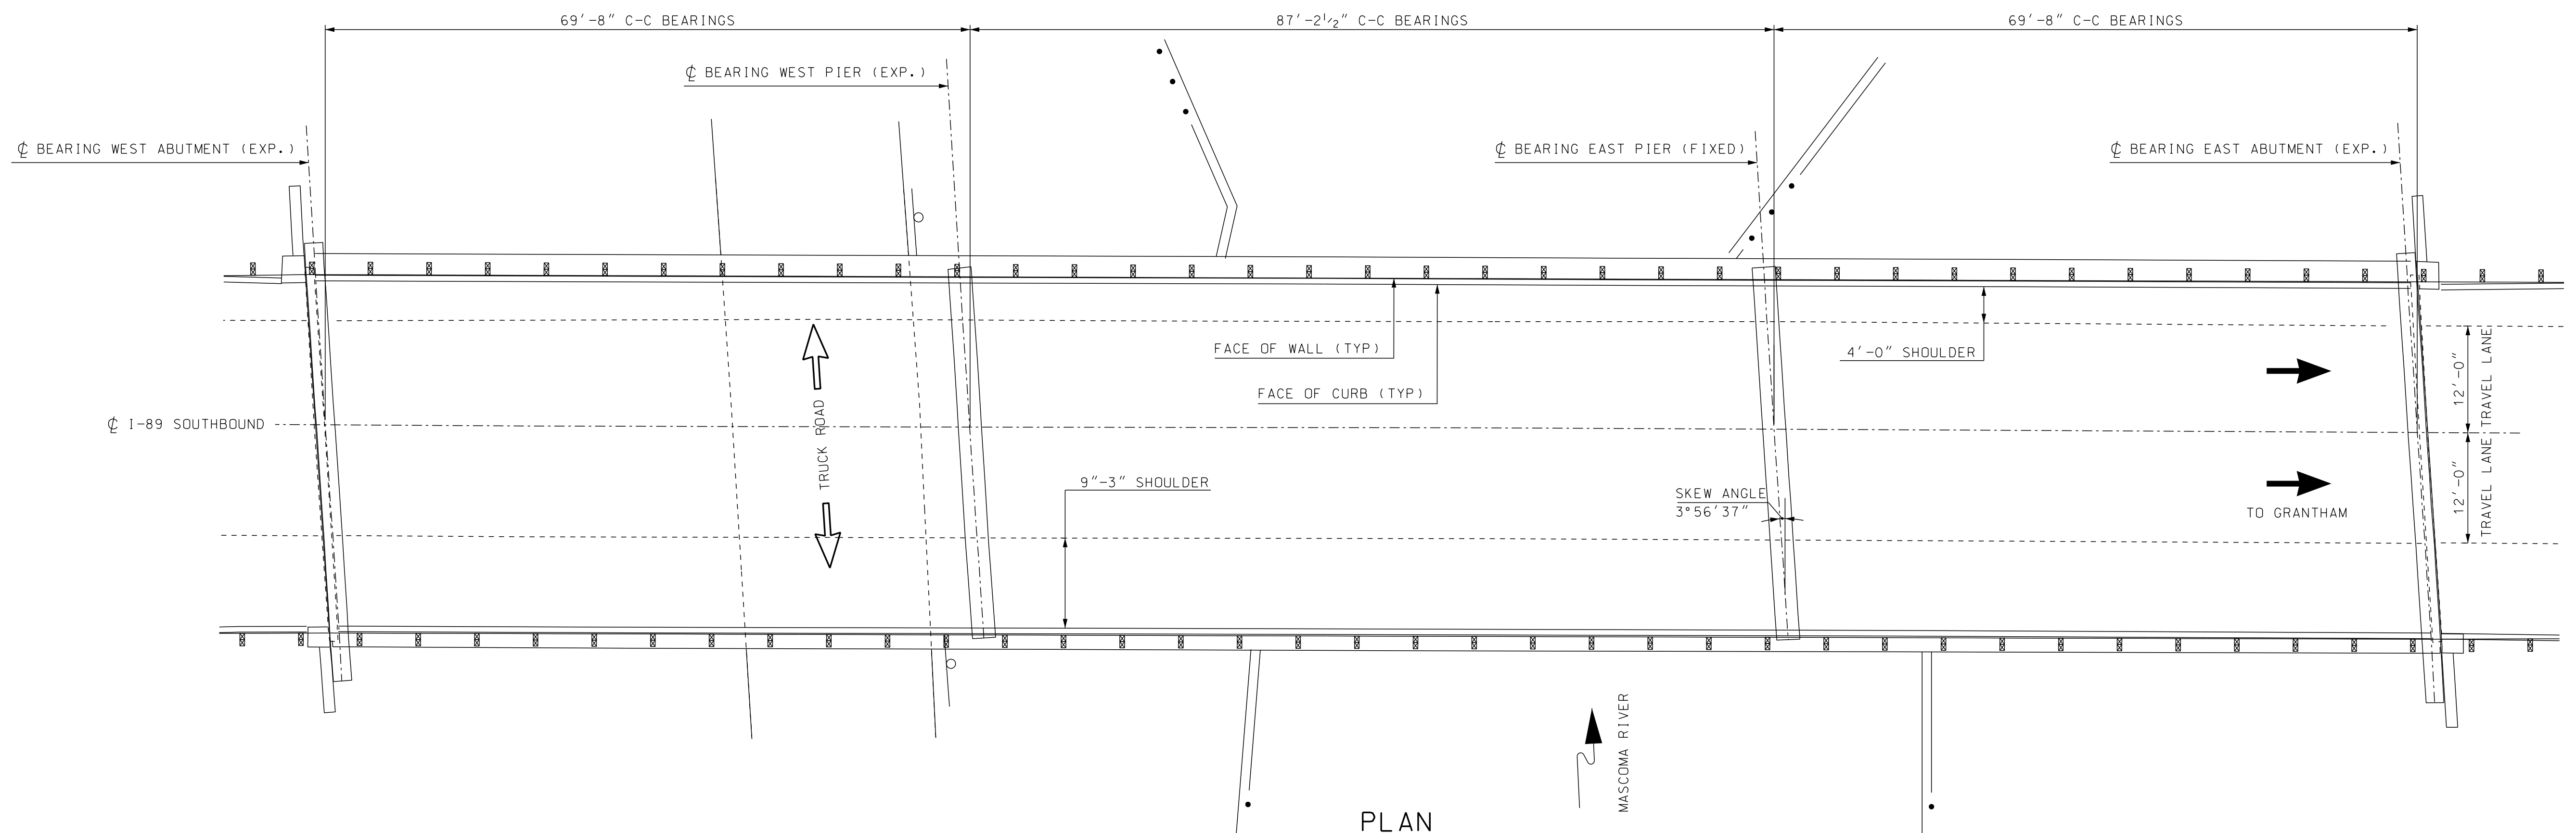 69'-8" C-C BEARINGS
87'-2 1/2" C-C BEARINGS
69'-8" C-C BEARINGS
℄ BEARING WEST PIER (EXP.)
℄ BEARING WEST ABUTMENT (EXP.)
℄ BEARING EAST PIER (FIXED)
℄ BEARING EAST ABUTMENT (EXP.)
FACE OF WALL (TYP)
4'-0" SHOULDER
FACE OF CURB (TYP)
12'-0"
TRAVEL LANE
℄ I-89 SOUTHBOUND
TRUCK ROAD
9"-3" SHOULDER
SKEW ANGLE
3°56'37"
12'-0"
TRAVEL LANE
TO GRANTHAM
MASCOMA RIVER
PLAN